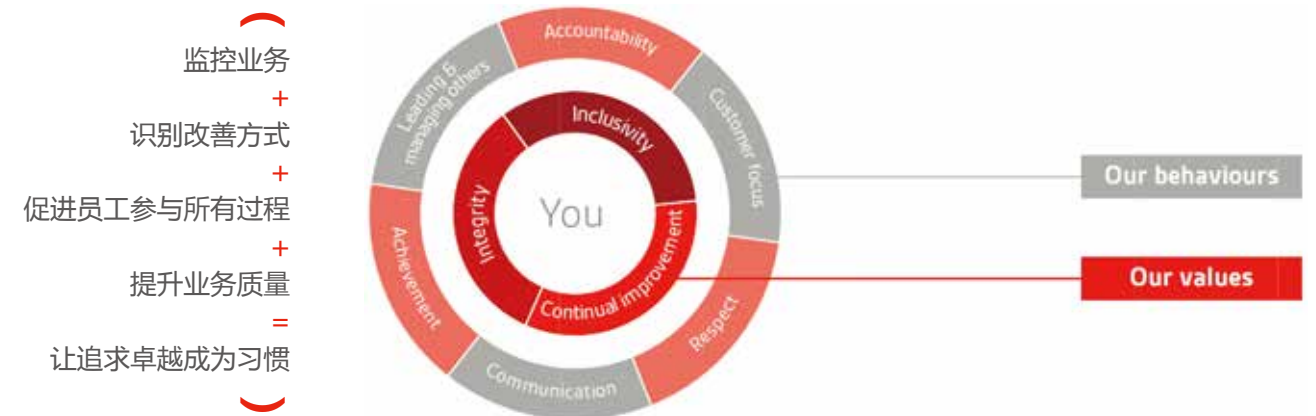 监控业务
+
识别改善方式
+
促进员工参与所有过程
+
提升业务质量
=
让追求卓越成为习惯
Accountability
Customer focus
Respect
Communication
Achievement
Leading &
managing others
Inclusivity
Continual improvement
Integrity
You
Our behaviours
Our values